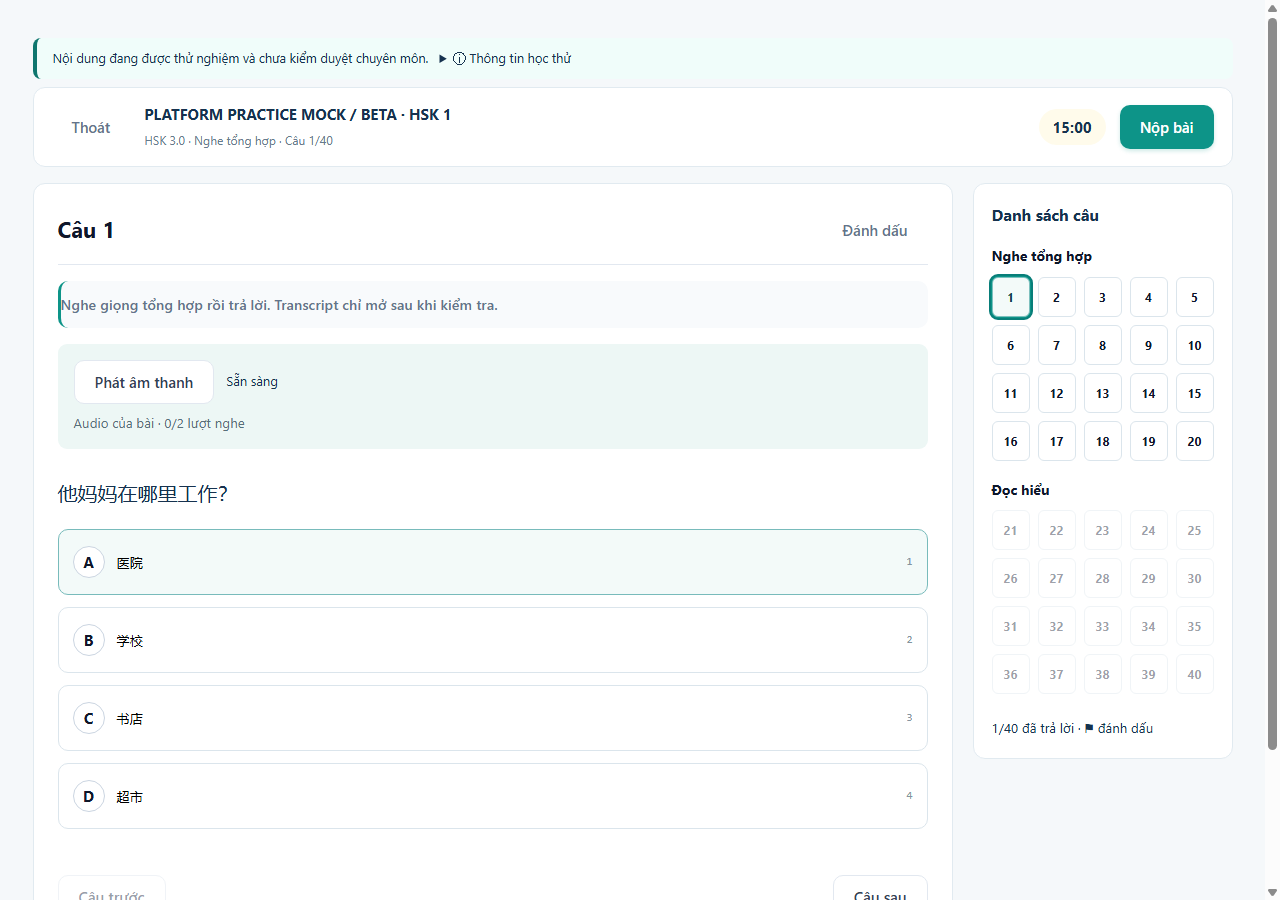 Nội dung đang được thử nghiệm và chưa kiểm duyệt chuyên môn. ▶ ⓘ Thông tin học thử
Thoát
PLATFORM PRACTICE MOCK / BETA · HSK 1
HSK 3.0 · Nghe tổng hợp · Câu 1/40
15:00
Nộp bài
Câu 1
Đánh dấu
Nghe giọng tổng hợp rồi trả lời. Transcript chỉ mở sau khi kiểm tra.
Phát âm thanh
Sẵn sàng
Audio của bài · 0/2 lượt nghe
他妈妈在哪里工作？
A 医院 1
B 学校 2
C 书店 3
D 超市 4
Câu trước
Câu sau
Danh sách câu
Nghe tổng hợp
1 2 3 4 5
6 7 8 9 10
11 12 13 14 15
16 17 18 19 20
Đọc hiểu
21 22 23 24 25
26 27 28 29 30
31 32 33 34 35
36 37 38 39 40
1/40 đã trả lời · ⚑ đánh dấu